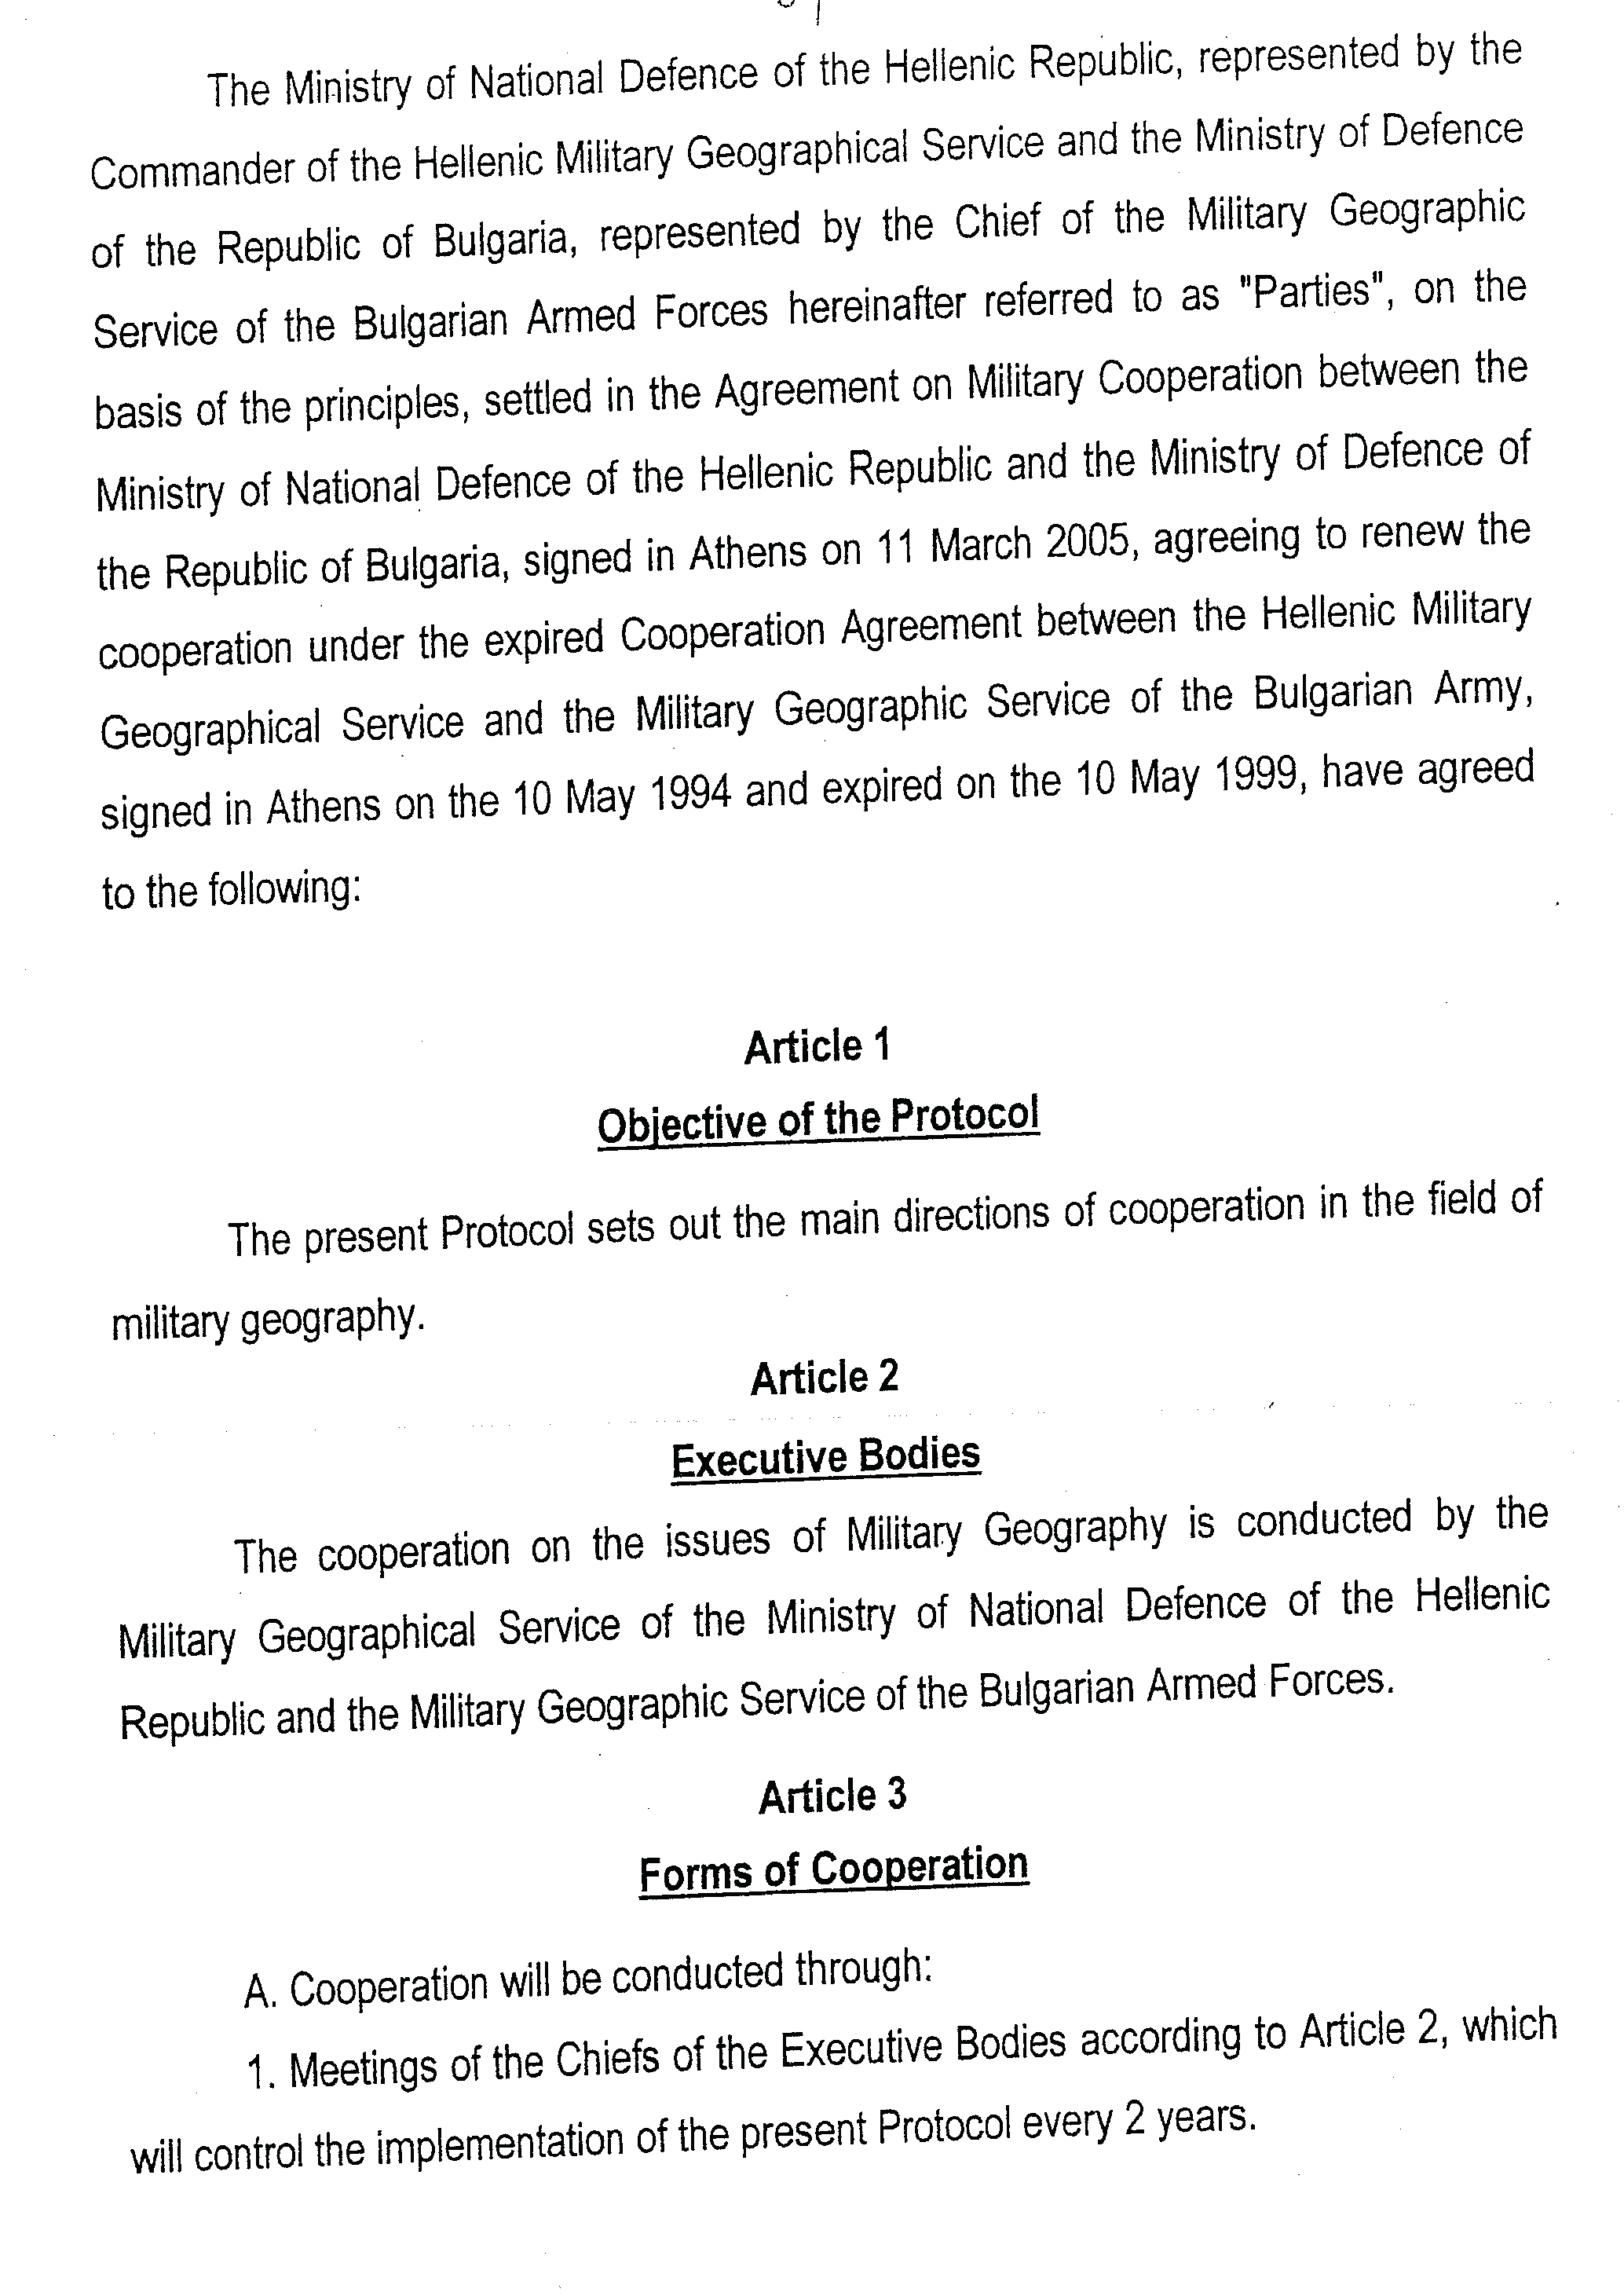 The Ministry of National Defence of the Hellenic Republic, represented by the
Commander of the Hellenic Military Geographical Service and the Ministry of Defence
of the Republic of Bulgaria, represented by the Chief of the Military Geographic
Service of the Bulgarian Armed Forces hereinafter referred to as "Parties", on the
basis of the principles, settled in the Agreement on Military Cooperation between the
Ministry of National Defence of the Hellenic Republic and the Ministry of Defence of
the Republic of Bulgaria, signed in Athens on 11 March 2005, agreeing to renew the
cooperation under the expired Cooperation Agreement between the Hellenic Military
Geographical Service and the Military Geographic Service of the Bulgarian Army,
signed in Athens on the 10 May 1994 and expired on the 10 May 1999, have agreed
to the following:
Article 1
Objective of the Protocol
The present Protocol sets out the main directions of cooperation in the field of
military geography.
Article 2
Executive Bodies
The cooperation on the issues of Military Geography is conducted by the
Military Geographical Service of the Ministry of National Defence of the Hellenic
Republic and the Military Geographic Service of the Bulgarian Armed Forces.
Article 3
Forms of Cooperation
A. Cooperation will be conducted through:
1. Meetings of the Chiefs of the Executive Bodies according to Article 2, which
will control the implementation of the present Protocol every 2 years.